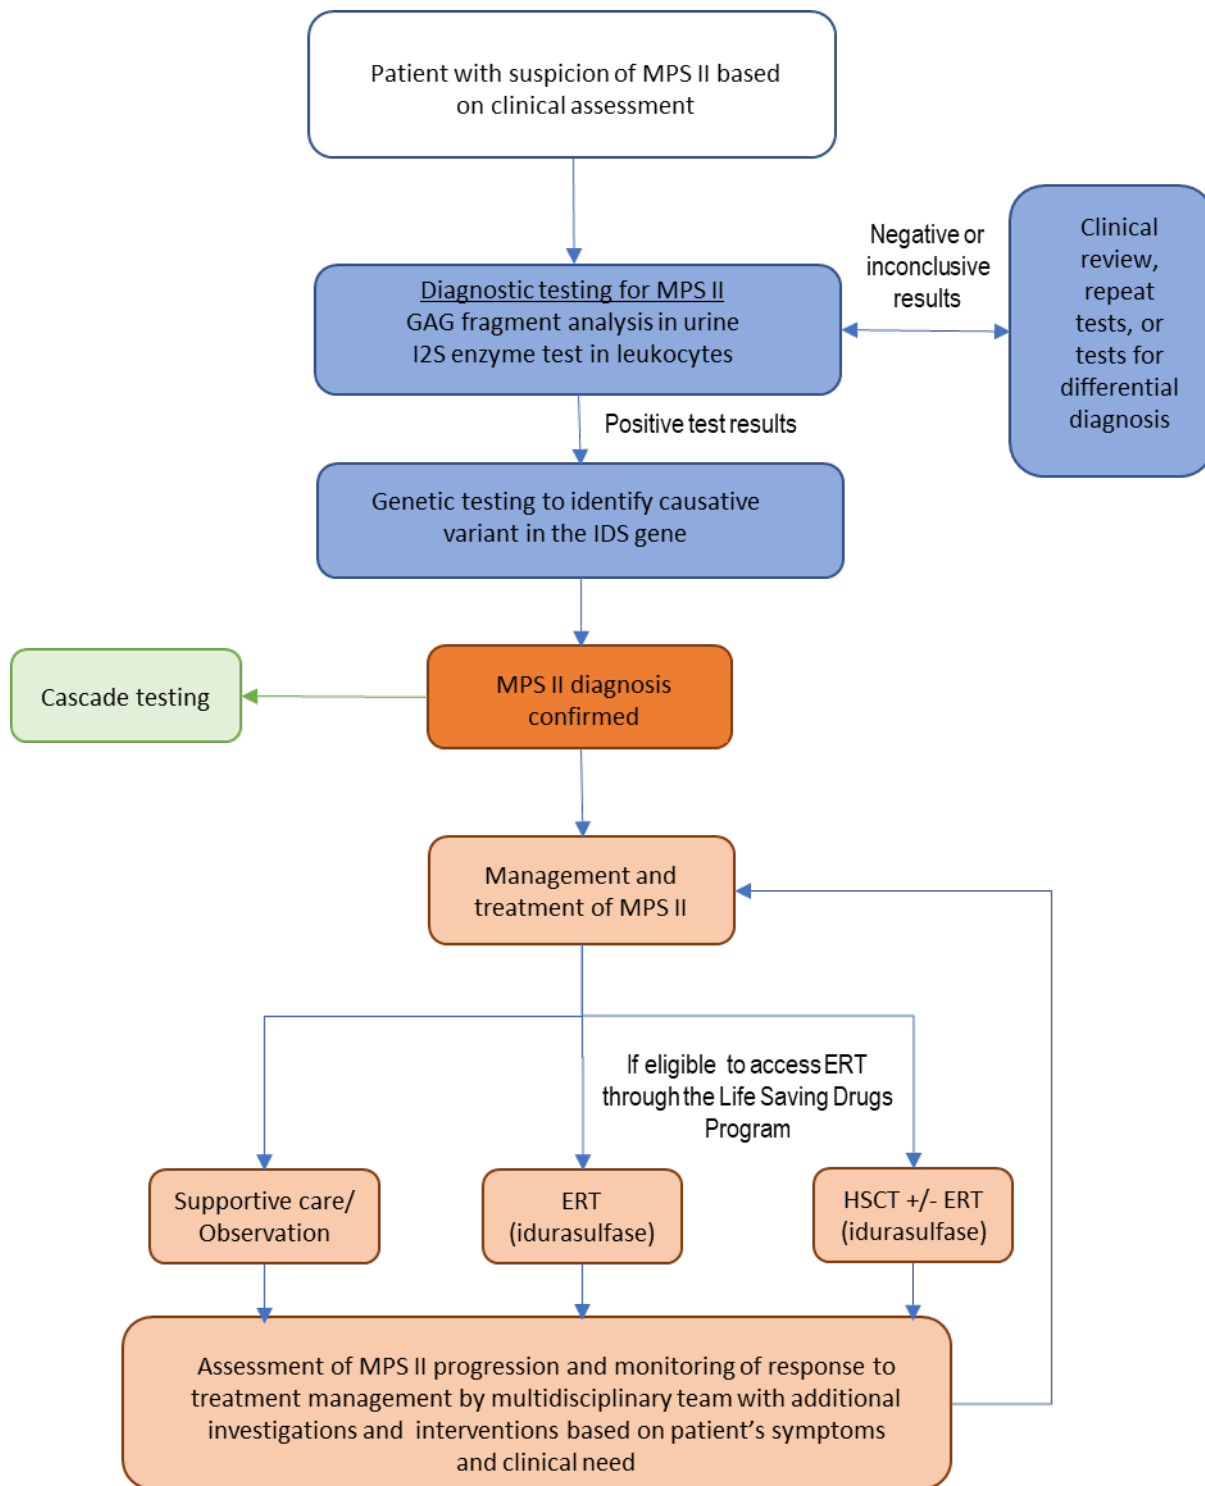 Patient with suspicion of MPS II based
on clinical assessment
Negative or
inconclusive
results
Clinical
review,
repeat
tests, or
tests for
differential
diagnosis
Diagnostic testing for MPS II
GAG fragment analysis in urine
I2S enzyme test in leukocytes
Positive test results
Genetic testing to identify causative
variant in the IDS gene
Cascade testing
MPS II diagnosis
confirmed
Management and
treatment of MPS II
If eligible to access ERT
through the Life Saving Drugs
Program
Supportive care/
Observation
ERT
(idurasulfase)
HSCT +/- ERT
(idurasulfase)
Assessment of MPS II progression and monitoring of response to
treatment management by multidisciplinary team with additional
investigations and interventions based on patient's symptoms
and clinical need